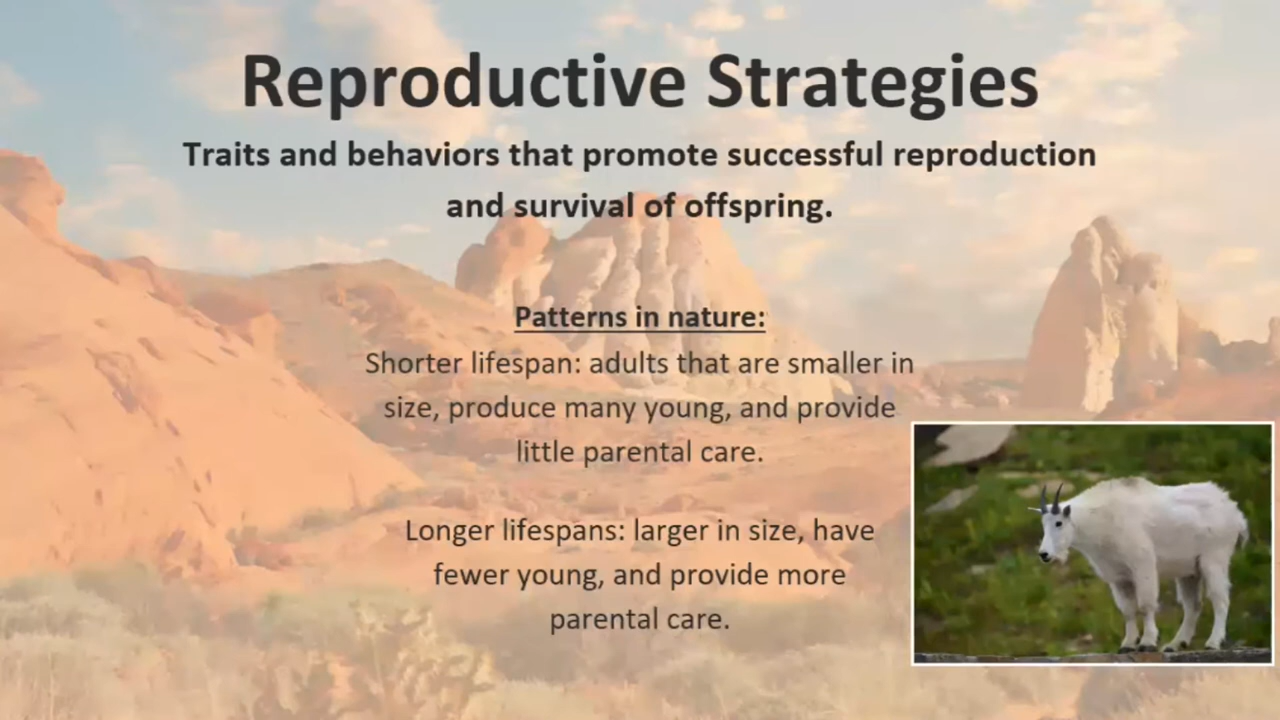 Reproductive Strategies
Traits and behaviors that promote successful reproduction
and survival of offspring.
Patterns in nature:
Shorter lifespan: adults that are smaller in
size, produce many young, and provide
little parental care.
Longer lifespans: larger in size, have
fewer young, and provide more
parental care.